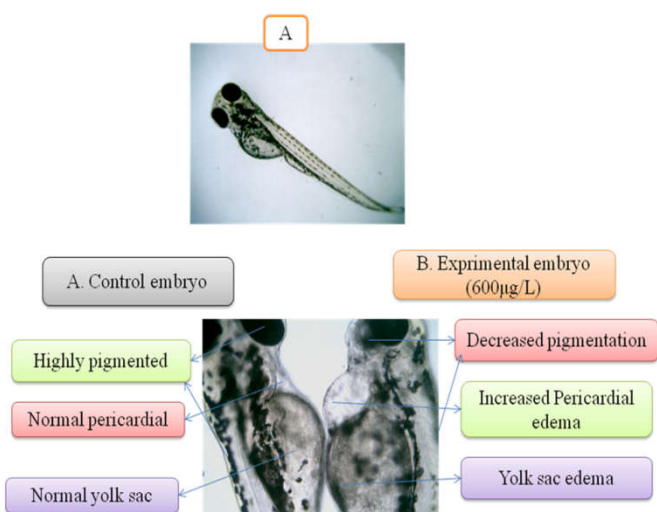 A
A. Control embryo
B. Exprimental embryo
(600µg/L)
Highly pigmented
Decreased pigmentation
Normal pericardial
Increased Pericardial
edema
Normal yolk sac
Yolk sac edema